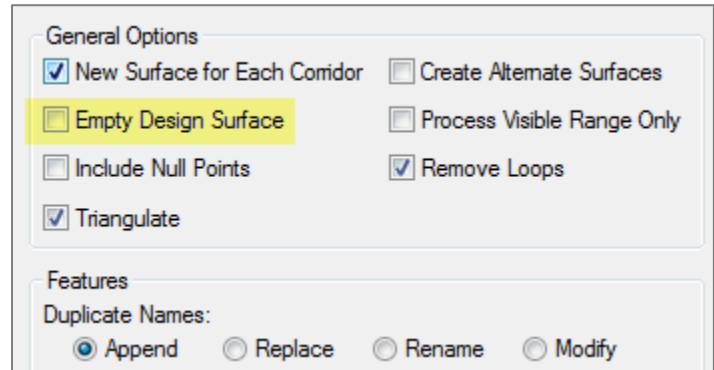 General Options
New Surface for Each Corridor Create Alternate Surfaces
Empty Design Surface Process Visible Range Only
Include Null Points Remove Loops
Triangulate
Features
Duplicate Names:
Append Replace Rename Modify